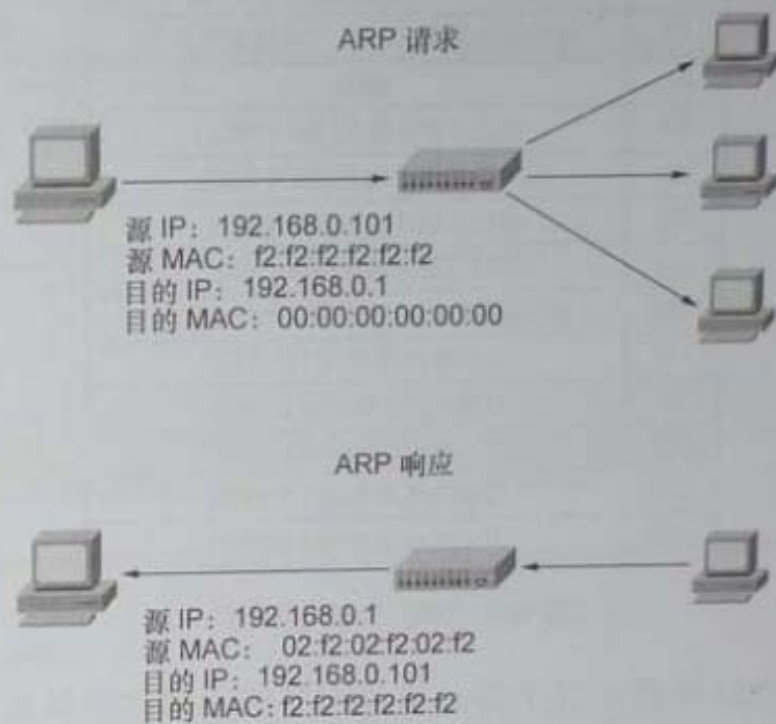 ARP 请求
源 IP：192.168.0.101
源 MAC：f2:f2:f2:f2:f2:f2
目的 IP：192.168.0.1
目的 MAC：00:00:00:00:00:00
ARP 响应
源 IP：192.168.0.1
源 MAC：02:f2:02:f2:02:f2
目的 IP：192.168.0.101
目的 MAC：f2:f2:f2:f2:f2:f2